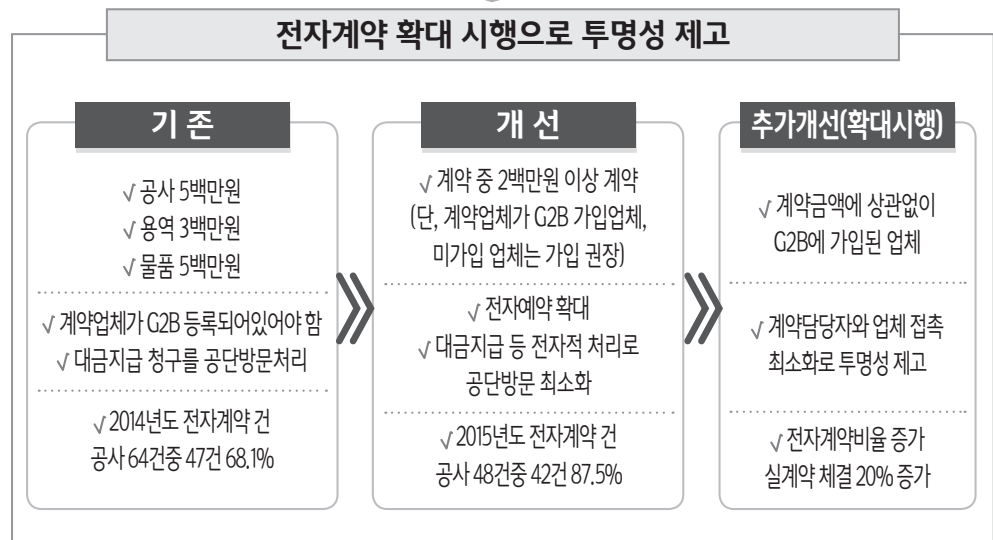 전자계약 확대 시행으로 투명성 제고
기 존
√ 공사 5백만원
√ 용역 3백만원
√ 물품 5백만원
√ 계약업체가 G2B 등록되어있어야 함
√ 대금지급 청구를 공단방문처리
√ 2014년도 전자계약 건
공사 64건중 47건 68.1%
개 선
√ 계약 중 2백만원 이상 계약
(단, 계약업체가 G2B 가입업체,
미가입 업체는 가입 권장)
√ 전자예약 확대
√ 대금지급 등 전자적 처리로
공단방문 최소화
√ 2015년도 전자계약 건
공사 48건중 42건 87.5%
추가개선(확대시행)
√ 계약금액에 상관없이
G2B에 가입된 업체
√ 계약담당자와 업체 접촉
최소화로 투명성 제고
√ 전자계약비율 증가
실계약 체결 20% 증가